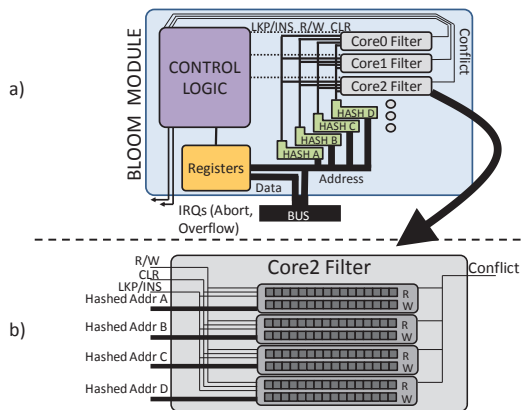 a)
BLOOM MODULE
CONTROL
LOGIC
LKP/INS R/W CLR
Core0 Filter
Core1 Filter
Core2 Filter
Conflict
HASH D
HASH C
HASH B
HASH A
Registers
Address
Data
IRQs (Abort,
Overflow)
BUS
b)
Core2 Filter
R/W
CLR
LKP/INS
Hashed Addr A
Hashed Addr B
Hashed Addr C
Hashed Addr D
Conflict
R
W
R
W
R
W
R
W